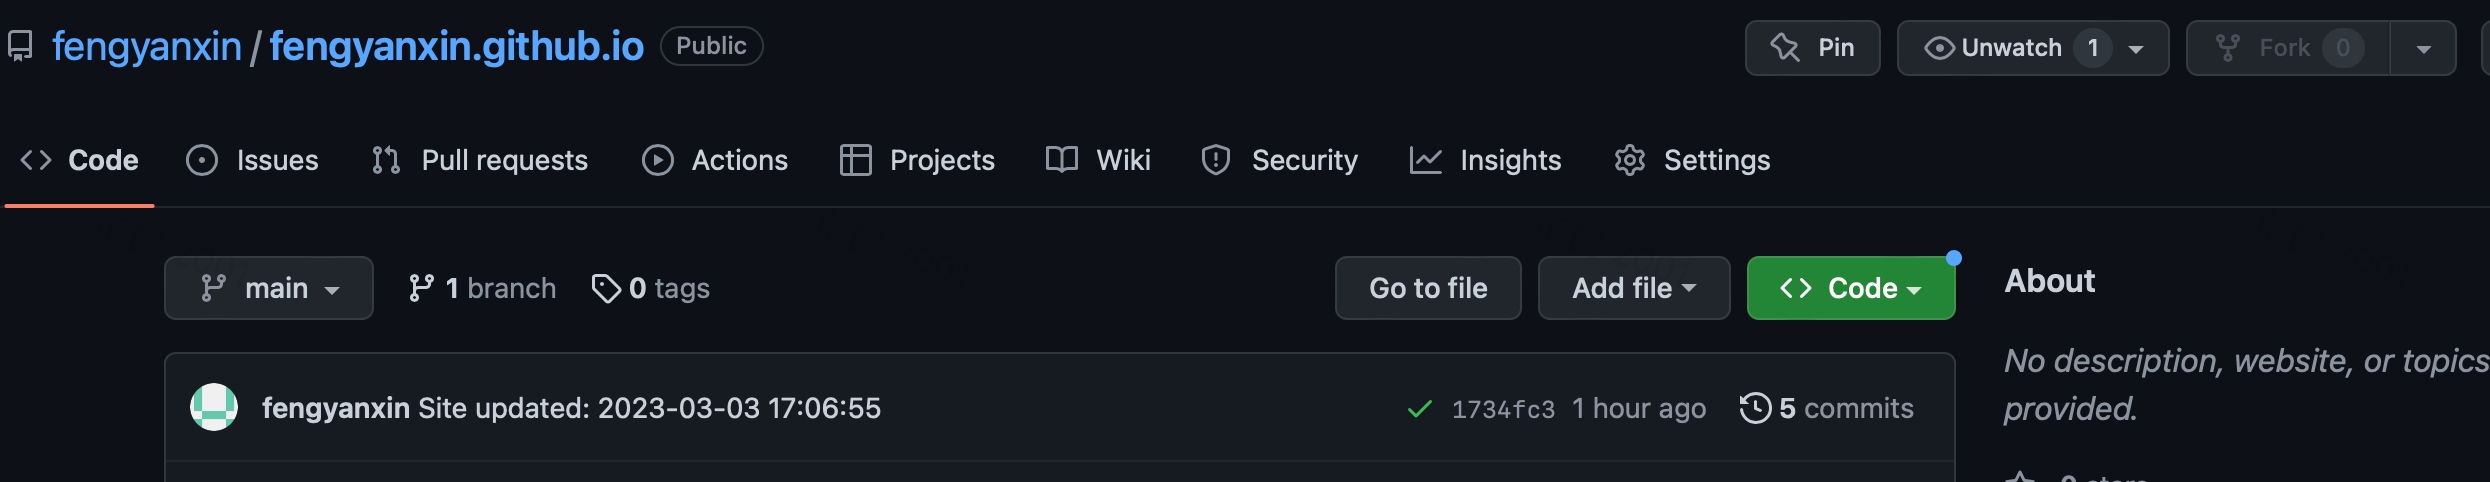 fengyanxin / fengyanxin.github.io Public Pin Unwatch 1 Fork 0
Code Issues Pull requests Actions Projects Wiki Security Insights Settings
main 1 branch 0 tags Go to file Add file Code
About
No description, website, or topics
provided.
fengyanxin Site updated: 2023-03-03 17:06:55 1734fc3 1 hour ago 5 commits